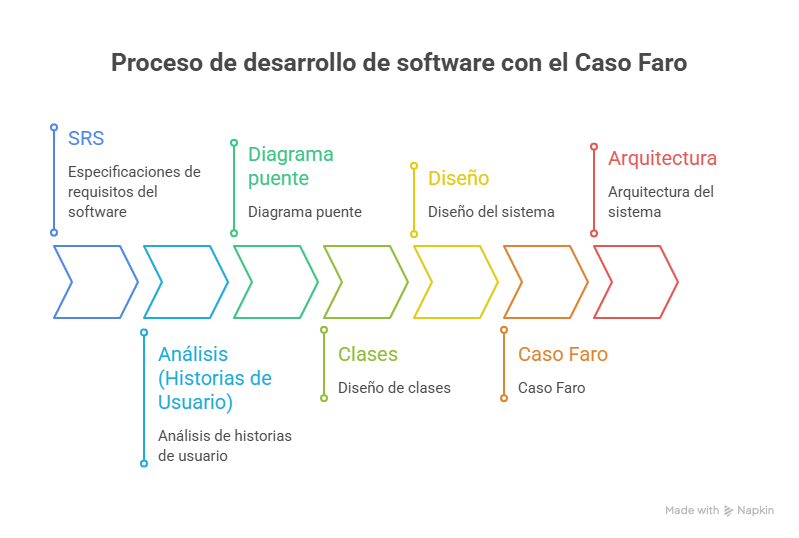 Proceso de desarrollo de software con el Caso Faro
SRS
Especificaciones de
requisitos del
software
Diagrama
puente
Diagrama puente
Diseño
Diseño del sistema
Arquitectura
Arquitectura del
sistema
Análisis
(Historias de
Usuario)
Análisis de historias
de usuario
Clases
Diseño de clases
Caso Faro
Caso Faro
Made with Napkin